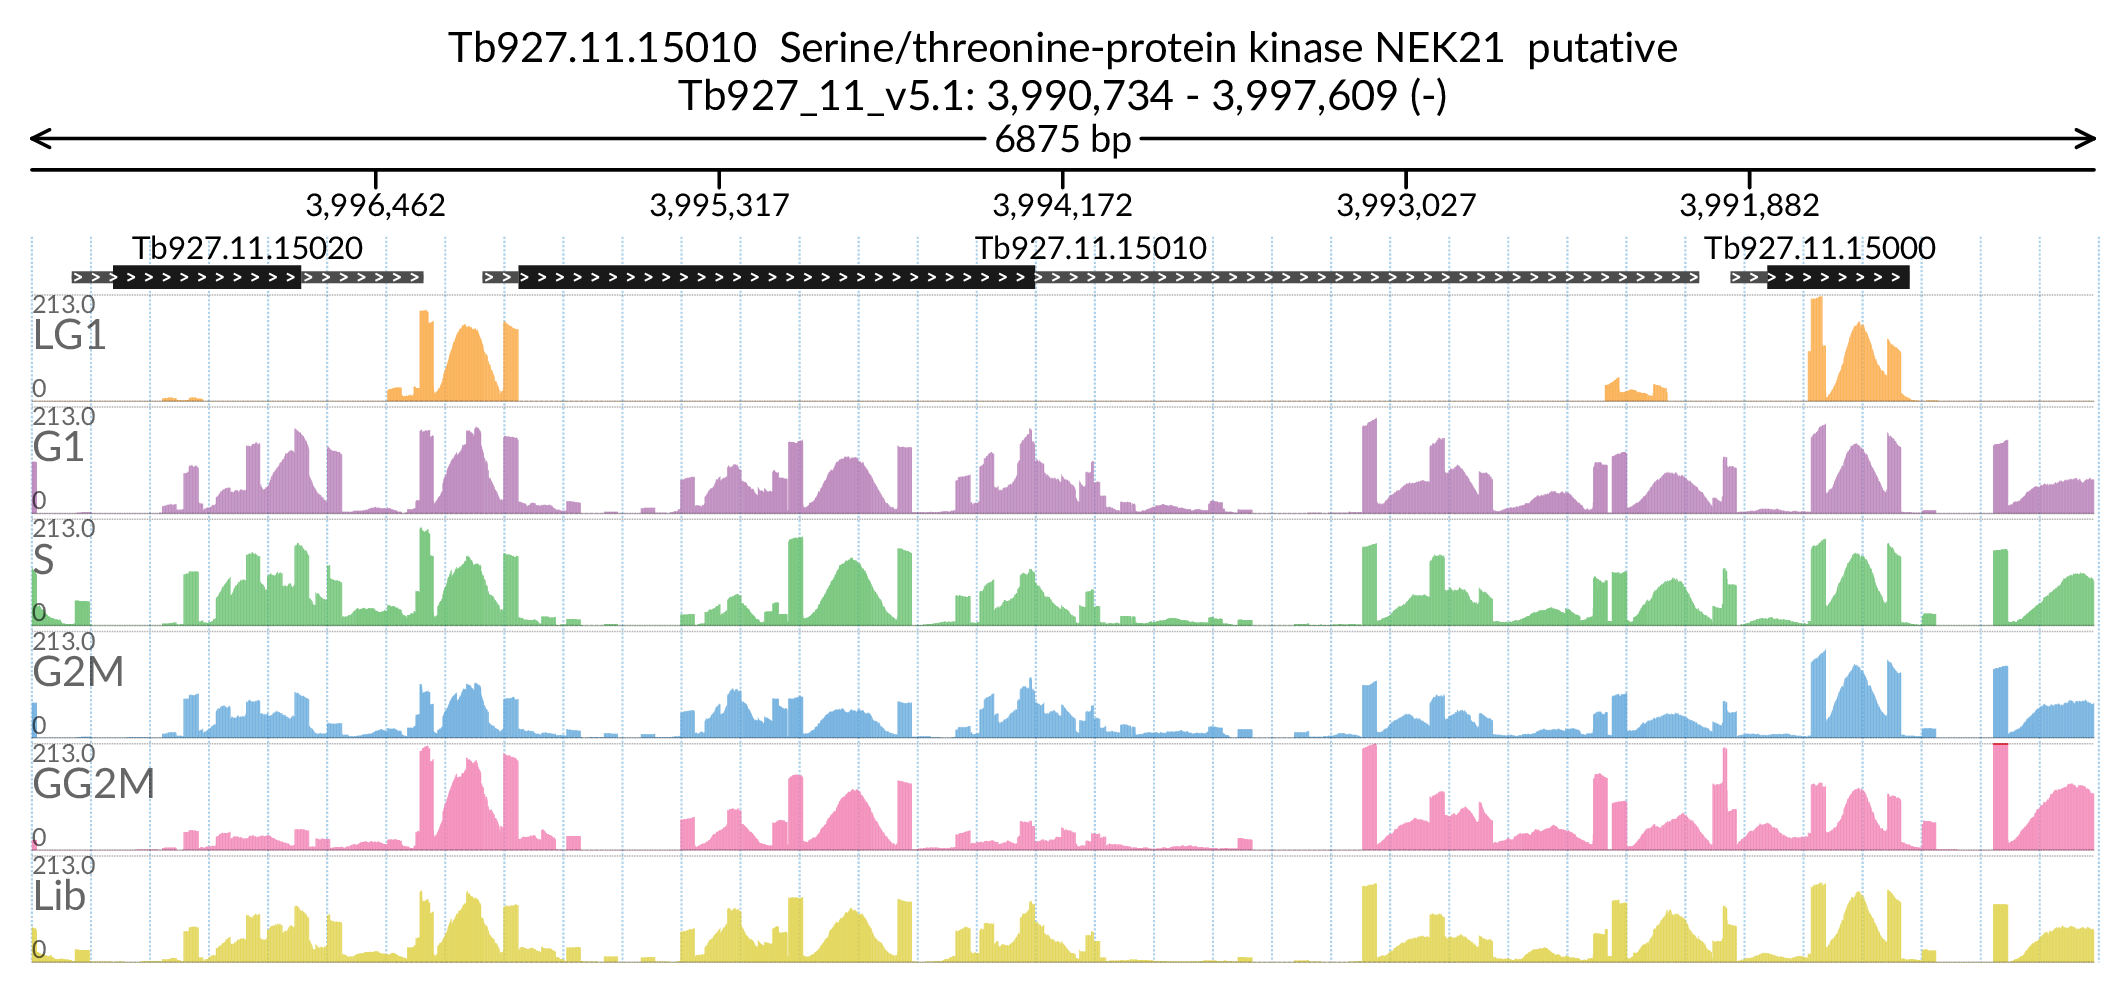 Tb927.11.15010  Serine/threonine-protein kinase NEK21  putative
Tb927_11_v5.1: 3,990,734 - 3,997,609 (-)
6875 bp
3,996,462 3,995,317 3,994,172 3,993,027 3,991,882
Tb927.11.15020 Tb927.11.15010 Tb927.11.15000
213.0
LG1
0
213.0
G1
0
213.0
S
0
213.0
G2M
0
213.0
GG2M
0
213.0
Lib
0